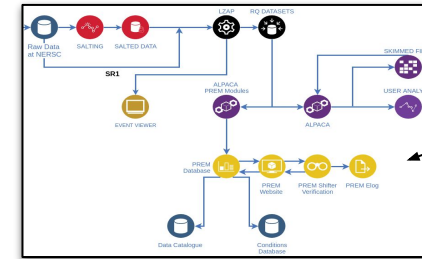 LZAP
RQ DATASETS
Raw Data
at NERSC
SALTING
SALTED DATA
SKIMMED FI
SR1
ALPACA
PREM Modules
USER ANALY
EVENT VIEWER
ALPACA
PREM
Database
PREM
Website
PREM Shifter
Verification
PREM Elog
Data Catalogue
Conditions
Database